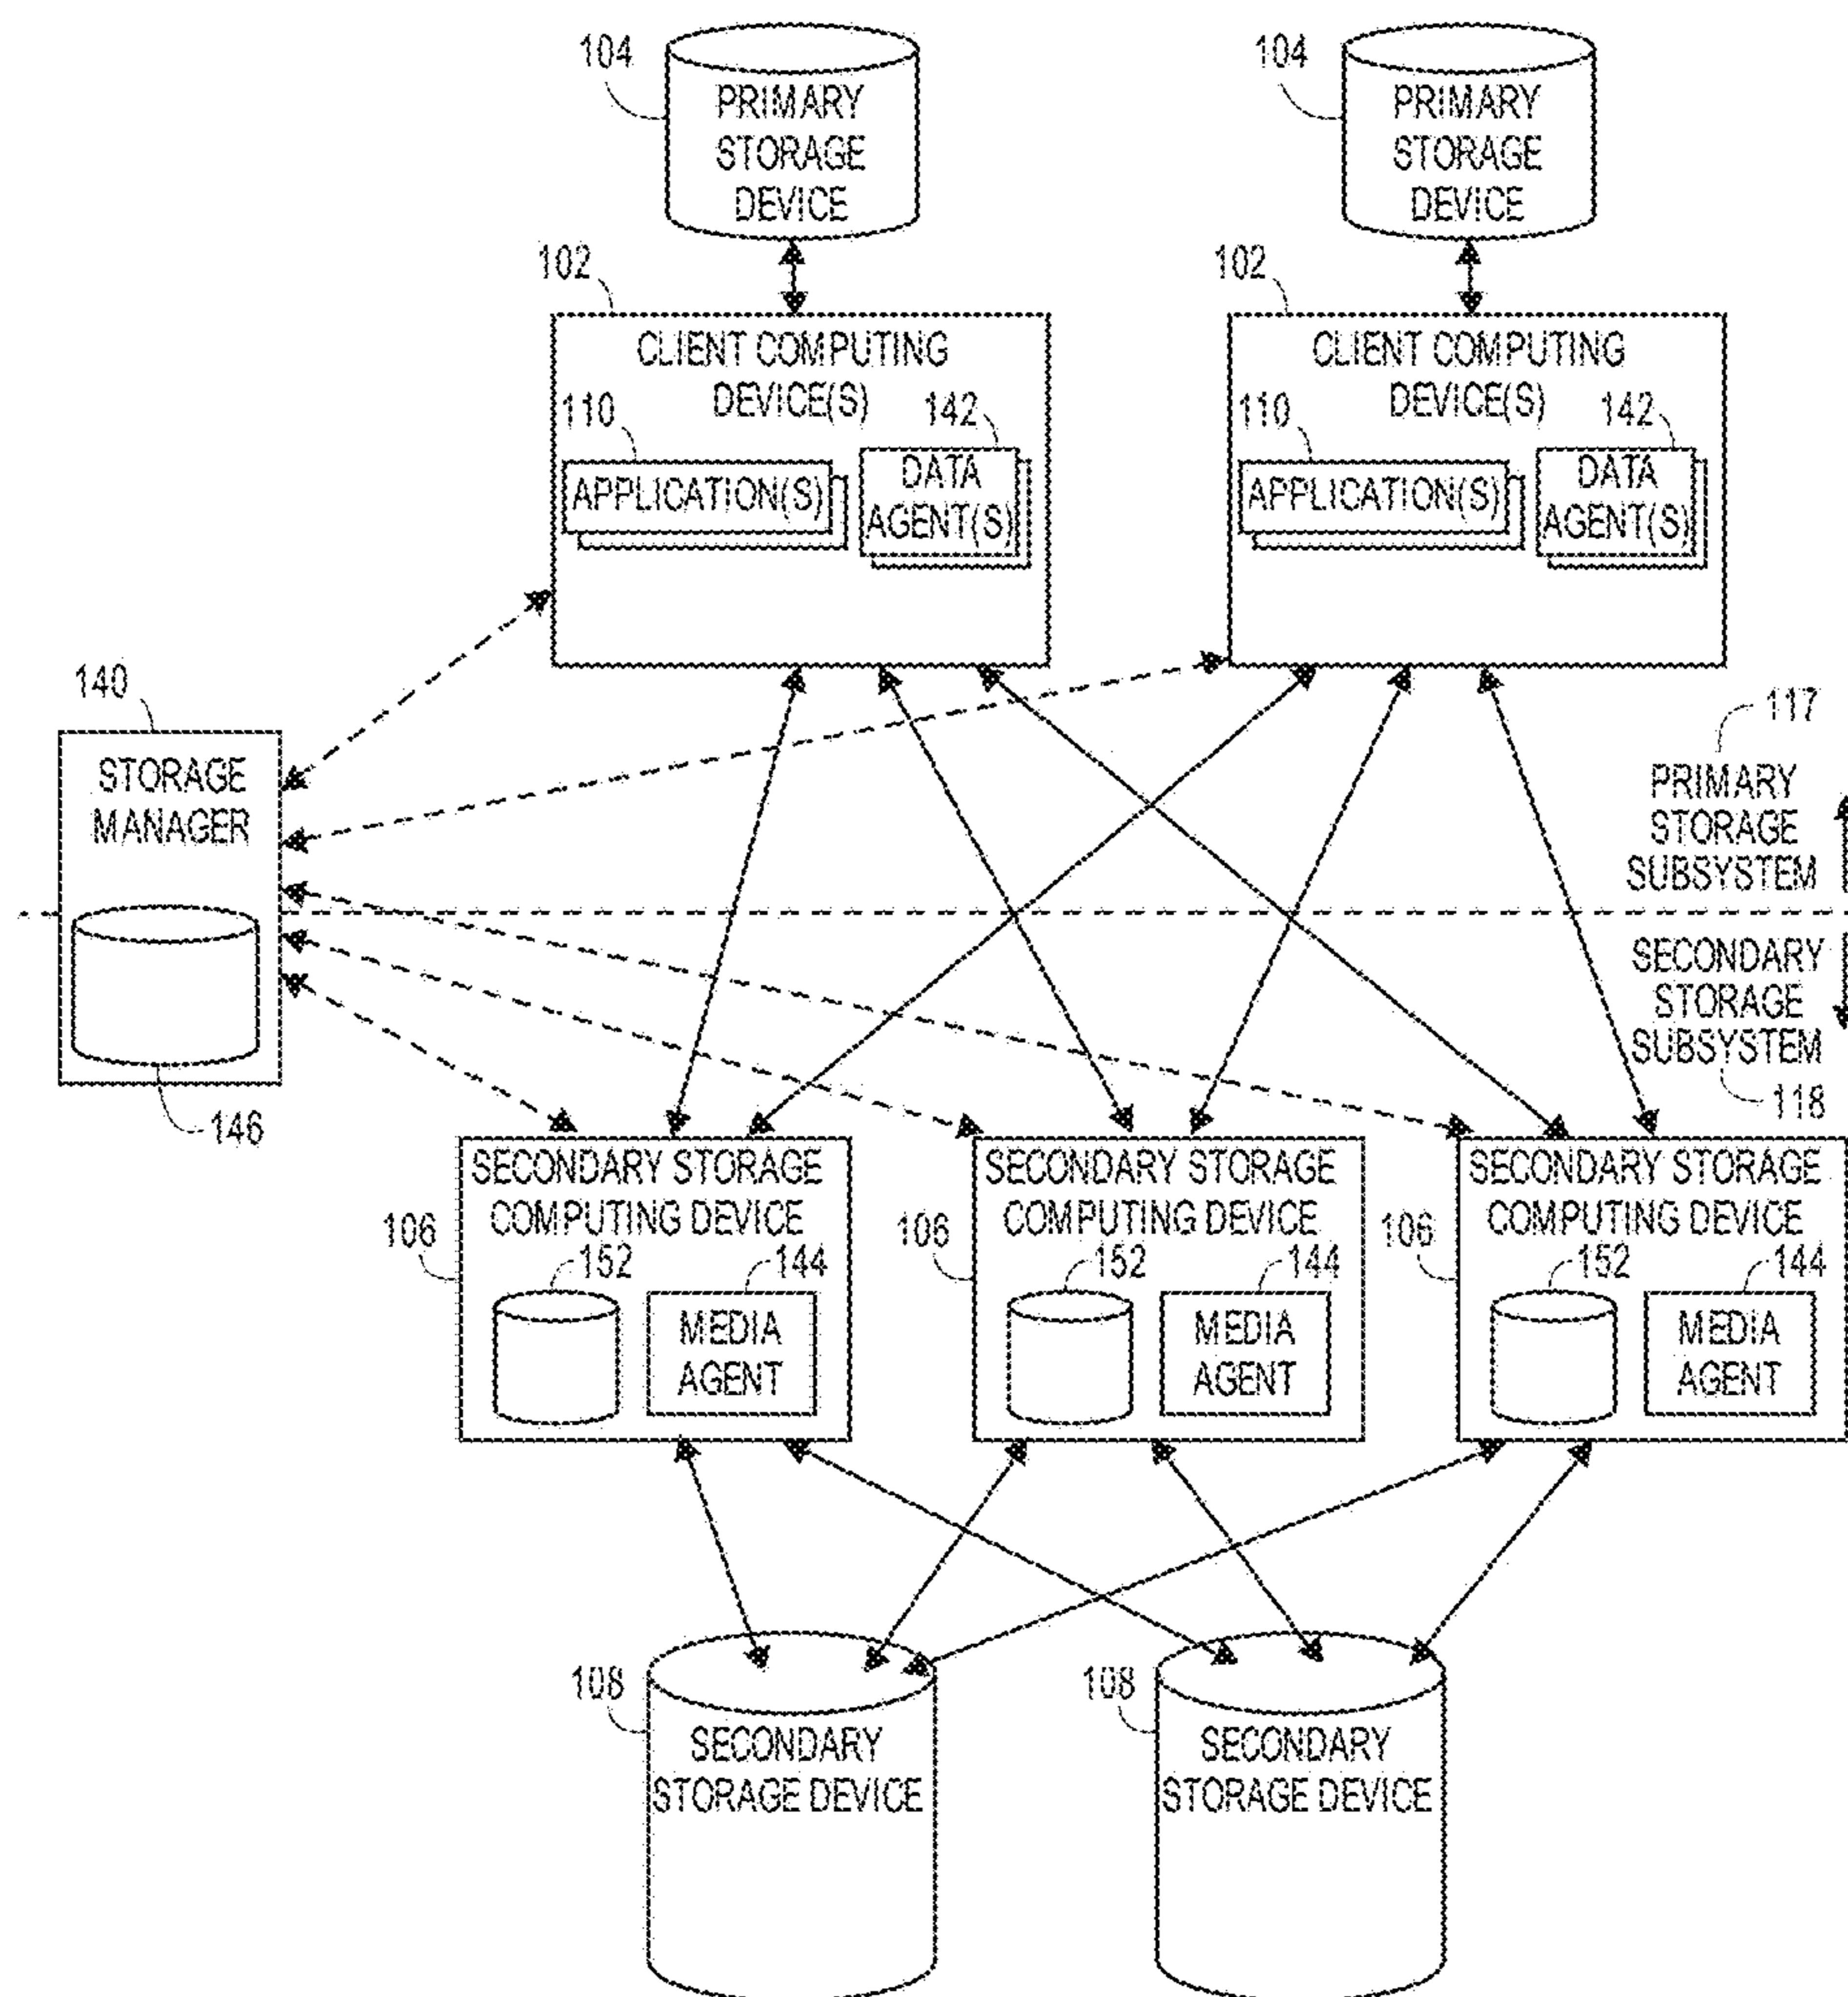 104
PRIMARY
STORAGE
DEVICE
104
PRIMARY
STORAGE
DEVICE
102
CLIENT COMPUTING
DEVICE(S)
110
142
APPLICATION(S)
DATA
AGENT(S)
102
CLIENT COMPUTING
DEVICE(S)
110
142
APPLICATION(S)
DATA
AGENT(S)
140
STORAGE
MANAGER
146
117
PRIMARY
STORAGE
SUBSYSTEM
SECONDARY
STORAGE
SUBSYSTEM
118
106
SECONDARY STORAGE
COMPUTING DEVICE
152
144
MEDIA
AGENT
106
SECONDARY STORAGE
COMPUTING DEVICE
152
144
MEDIA
AGENT
106
SECONDARY STORAGE
COMPUTING DEVICE
152
144
MEDIA
AGENT
108
SECONDARY
STORAGE DEVICE
108
SECONDARY
STORAGE DEVICE